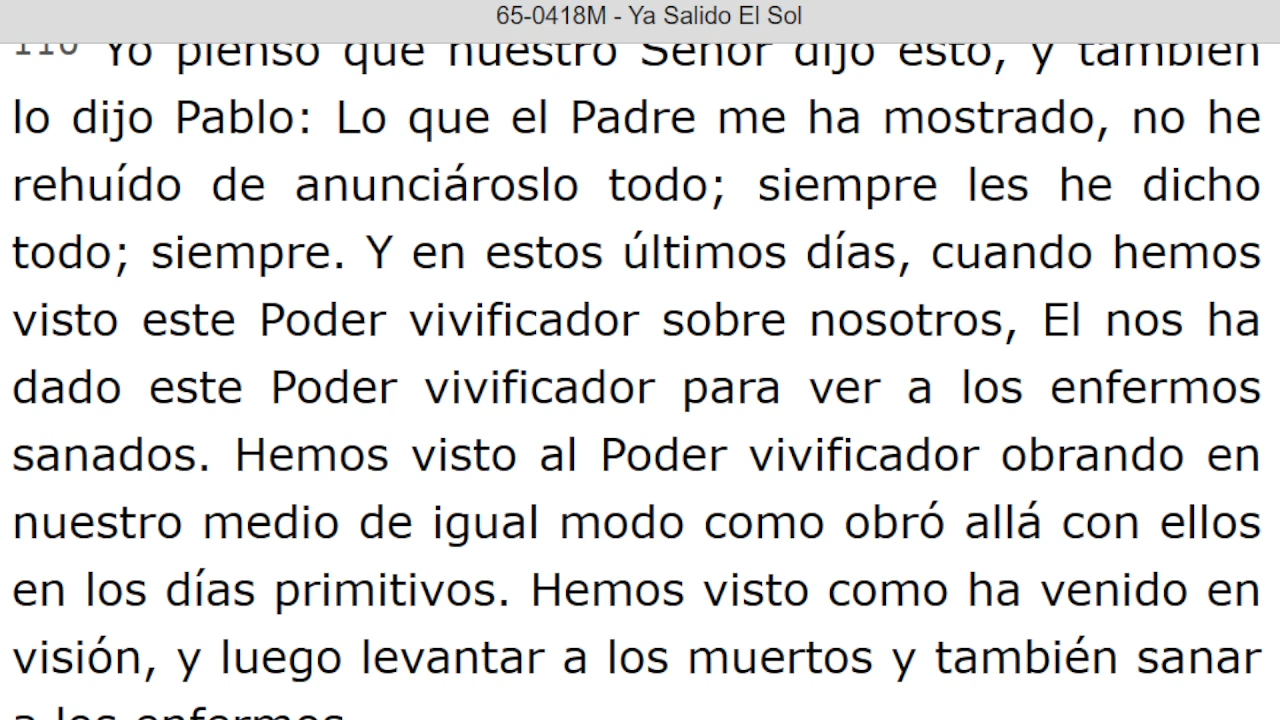 65-0418M - Ya Salido El Sol
110 Yo pienso que nuestro Señor dijo esto, y también
lo dijo Pablo: Lo que el Padre me ha mostrado, no he
rehuído de anunciároslo todo; siempre les he dicho
todo; siempre. Y en estos últimos días, cuando hemos
visto este Poder vivificador sobre nosotros, El nos ha
dado este Poder vivificador para ver a los enfermos
sanados. Hemos visto al Poder vivificador obrando en
nuestro medio de igual modo como obró allá con ellos
en los días primitivos. Hemos visto como ha venido en
visión, y luego levantar a los muertos y también sanar
a los enfermos.